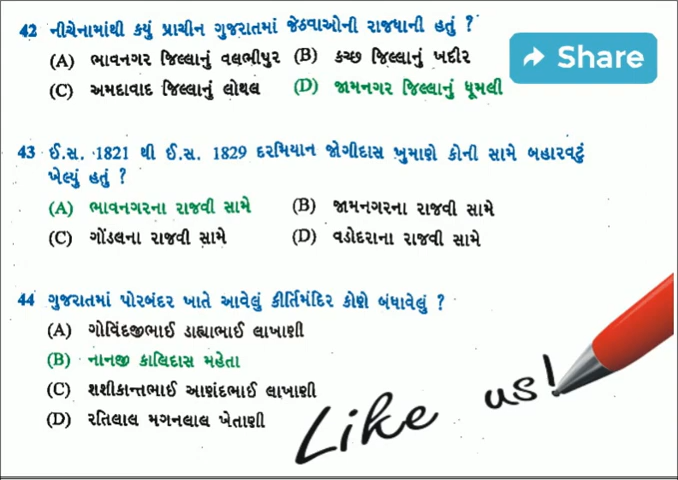 42 નીચેનામાંથી કયું પ્રાચીન ગુજરાતમાં જેઠવાઓની રાજધાની હતું ?
(A) ભાવનગર જિલ્લાનું વલભીપુર (B) કચ્છ જિલ્લાનું ખદીર
(C) અમદાવાદ જિલ્લાનું લોથલ (D) જામનગર જિલ્લાનું ધૂમલી
Share
43 ઈ.સ. 1821 થી ઈ.સ. 1829 દરમિયાન જોગીદાસ ખુમાણે કોની સામે બહારવટું
ખેલ્યું હતું ?
(A) ભાવનગરના રાજવી સામે (B) જામનગરના રાજવી સામે
(C) ગોંડલના રાજવી સામે (D) વડોદરાના રાજવી સામે
44 ગુજરાતમાં પોરબંદર ખાતે આવેલું કીર્તિમંદિર કોણે બંધાવેલું ?
(A) ગોવિંદજીભાઈ ડાહ્યાભાઈ લાખાણી
(B) નાનજી કાલિદાસ મહેતા
(C) શશીકાન્તભાઈ આણંદભાઈ લાખાણી
(D) રતિલાલ મગનલાલ ખેતાણી
Like us!